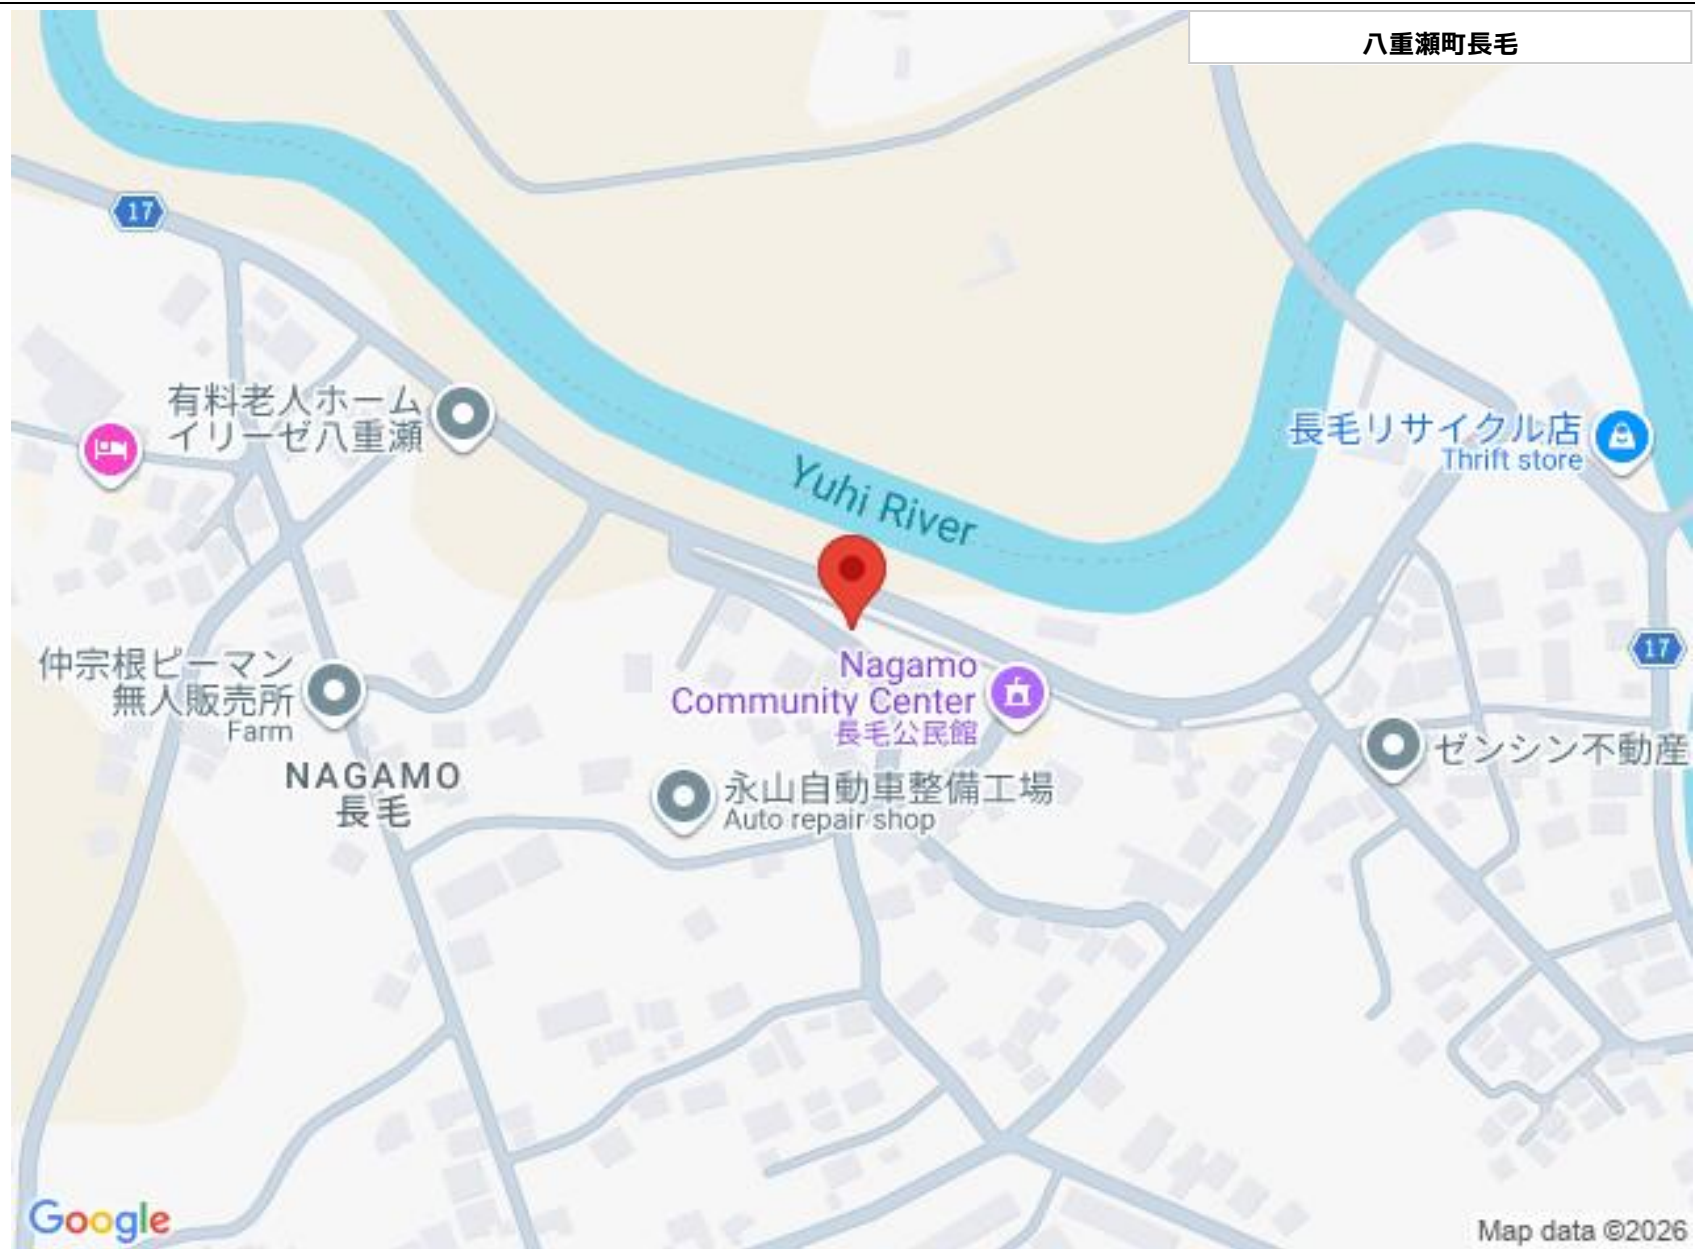 八重瀬町長毛
17
有料老人ホーム
イリーゼ八重瀬
長毛リサイクル店
Thrift store
Yuhi River
17
仲宗根ピーマン
無人販売所
Farm
Nagamo
Community Center
長毛公民館
ゼンシン不動産
NAGAMO
長毛
永山自動車整備工場
Auto repair shop
Google
Map data ©2026